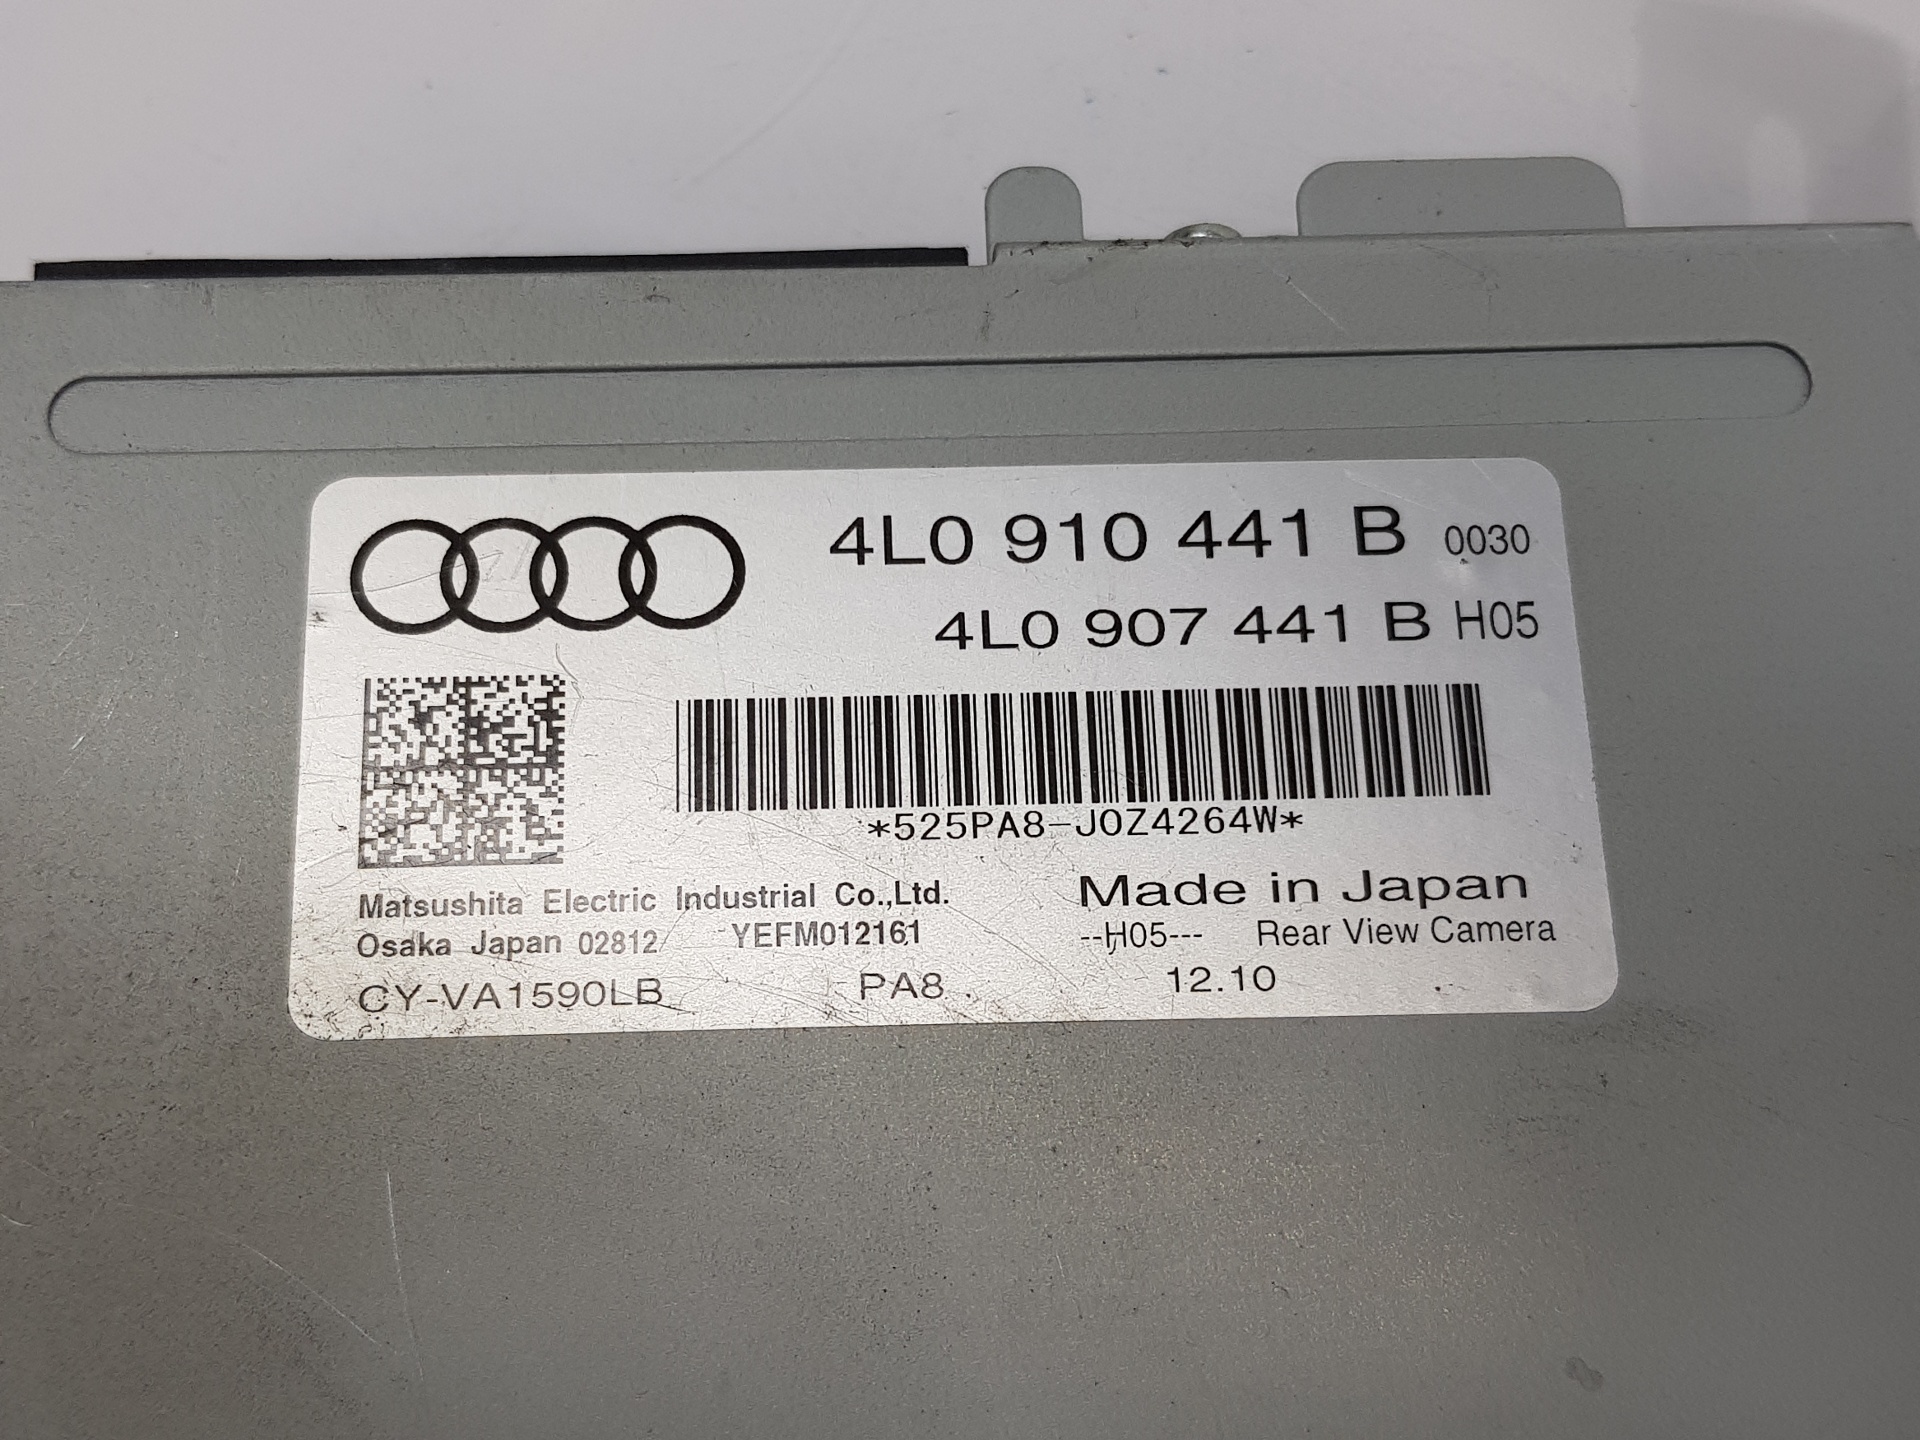 4L0 910 441 B 0030
4L0 907 441 B H05
*525PA8-J0Z4264W*
Matsushita Electric Industrial Co.,Ltd.
Osaka Japan 02812 YEFM012161
CY-VA1590LB PA8
Made in Japan
--H05--- Rear View Camera
12.10